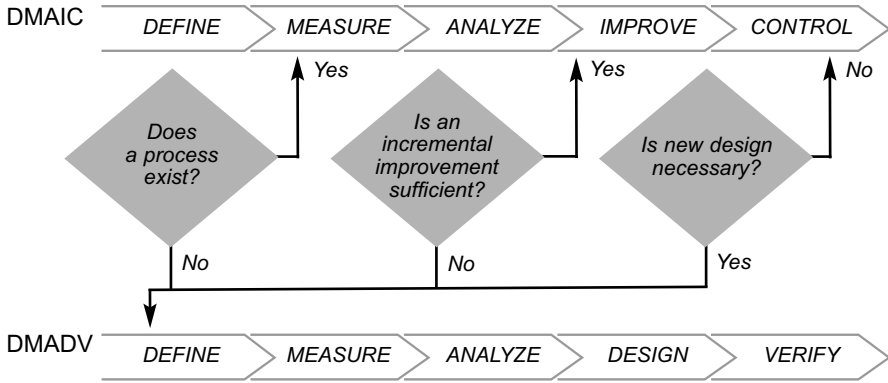 DMAIC
DEFINE MEASURE ANALYZE IMPROVE CONTROL
Yes
Yes
No
Does
a process
exist?
Is an
incremental
improvement
sufficient?
Is new design
necessary?
No
No
Yes
DMADV
DEFINE MEASURE ANALYZE DESIGN VERIFY